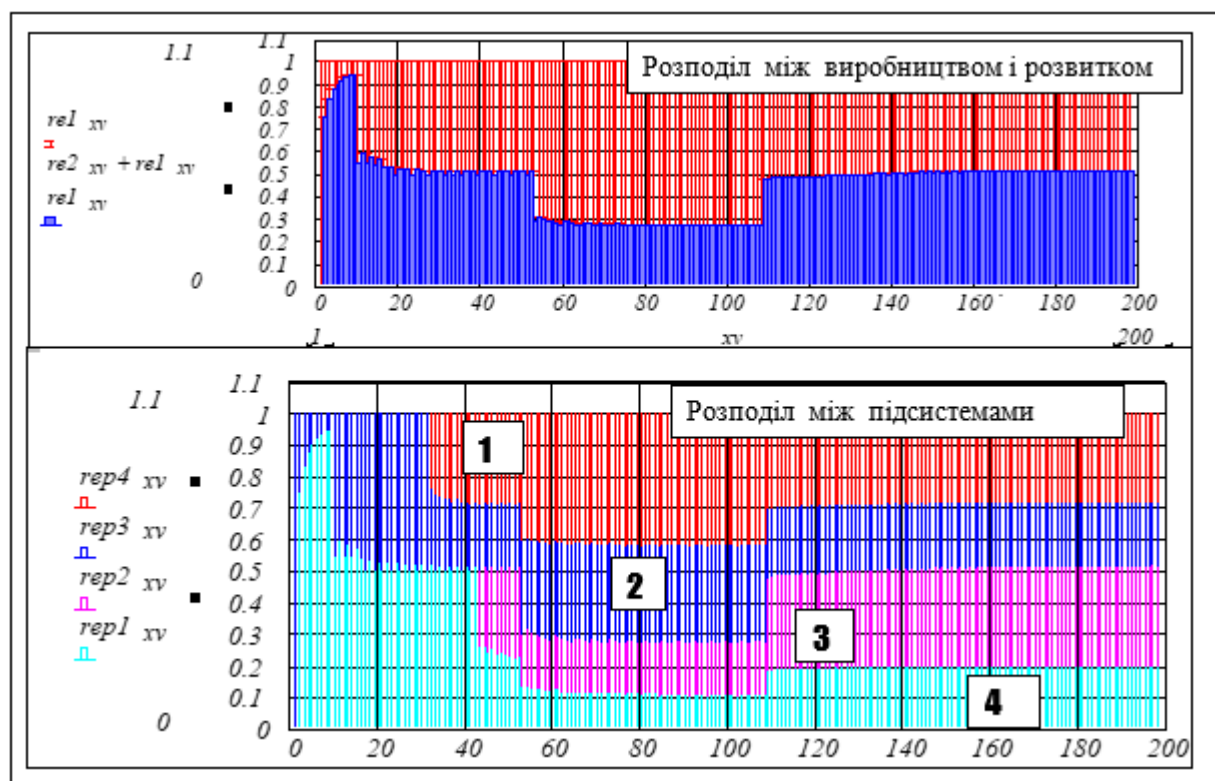 1.1
1.1
1
0.9
0.8
0.7
0.6
0.5
0.4
0.3
0.2
0.1
0
0
re1 xv
re2 xv + re1 xv
re1 xv
Розподіл між виробництвом і розвитком
0 20 40 60 80 100 120 140 160 180 200
1 xv 200
1.1
1.1
1
0.9
0.8
0.7
0.6
0.5
0.4
0.3
0.2
0.1
0
0
rep4 xv
rep3 xv
rep2 xv
rep1 xv
Розподіл між підсистемами
1
2
3
4
0 20 40 60 80 100 120 140 160 180 200